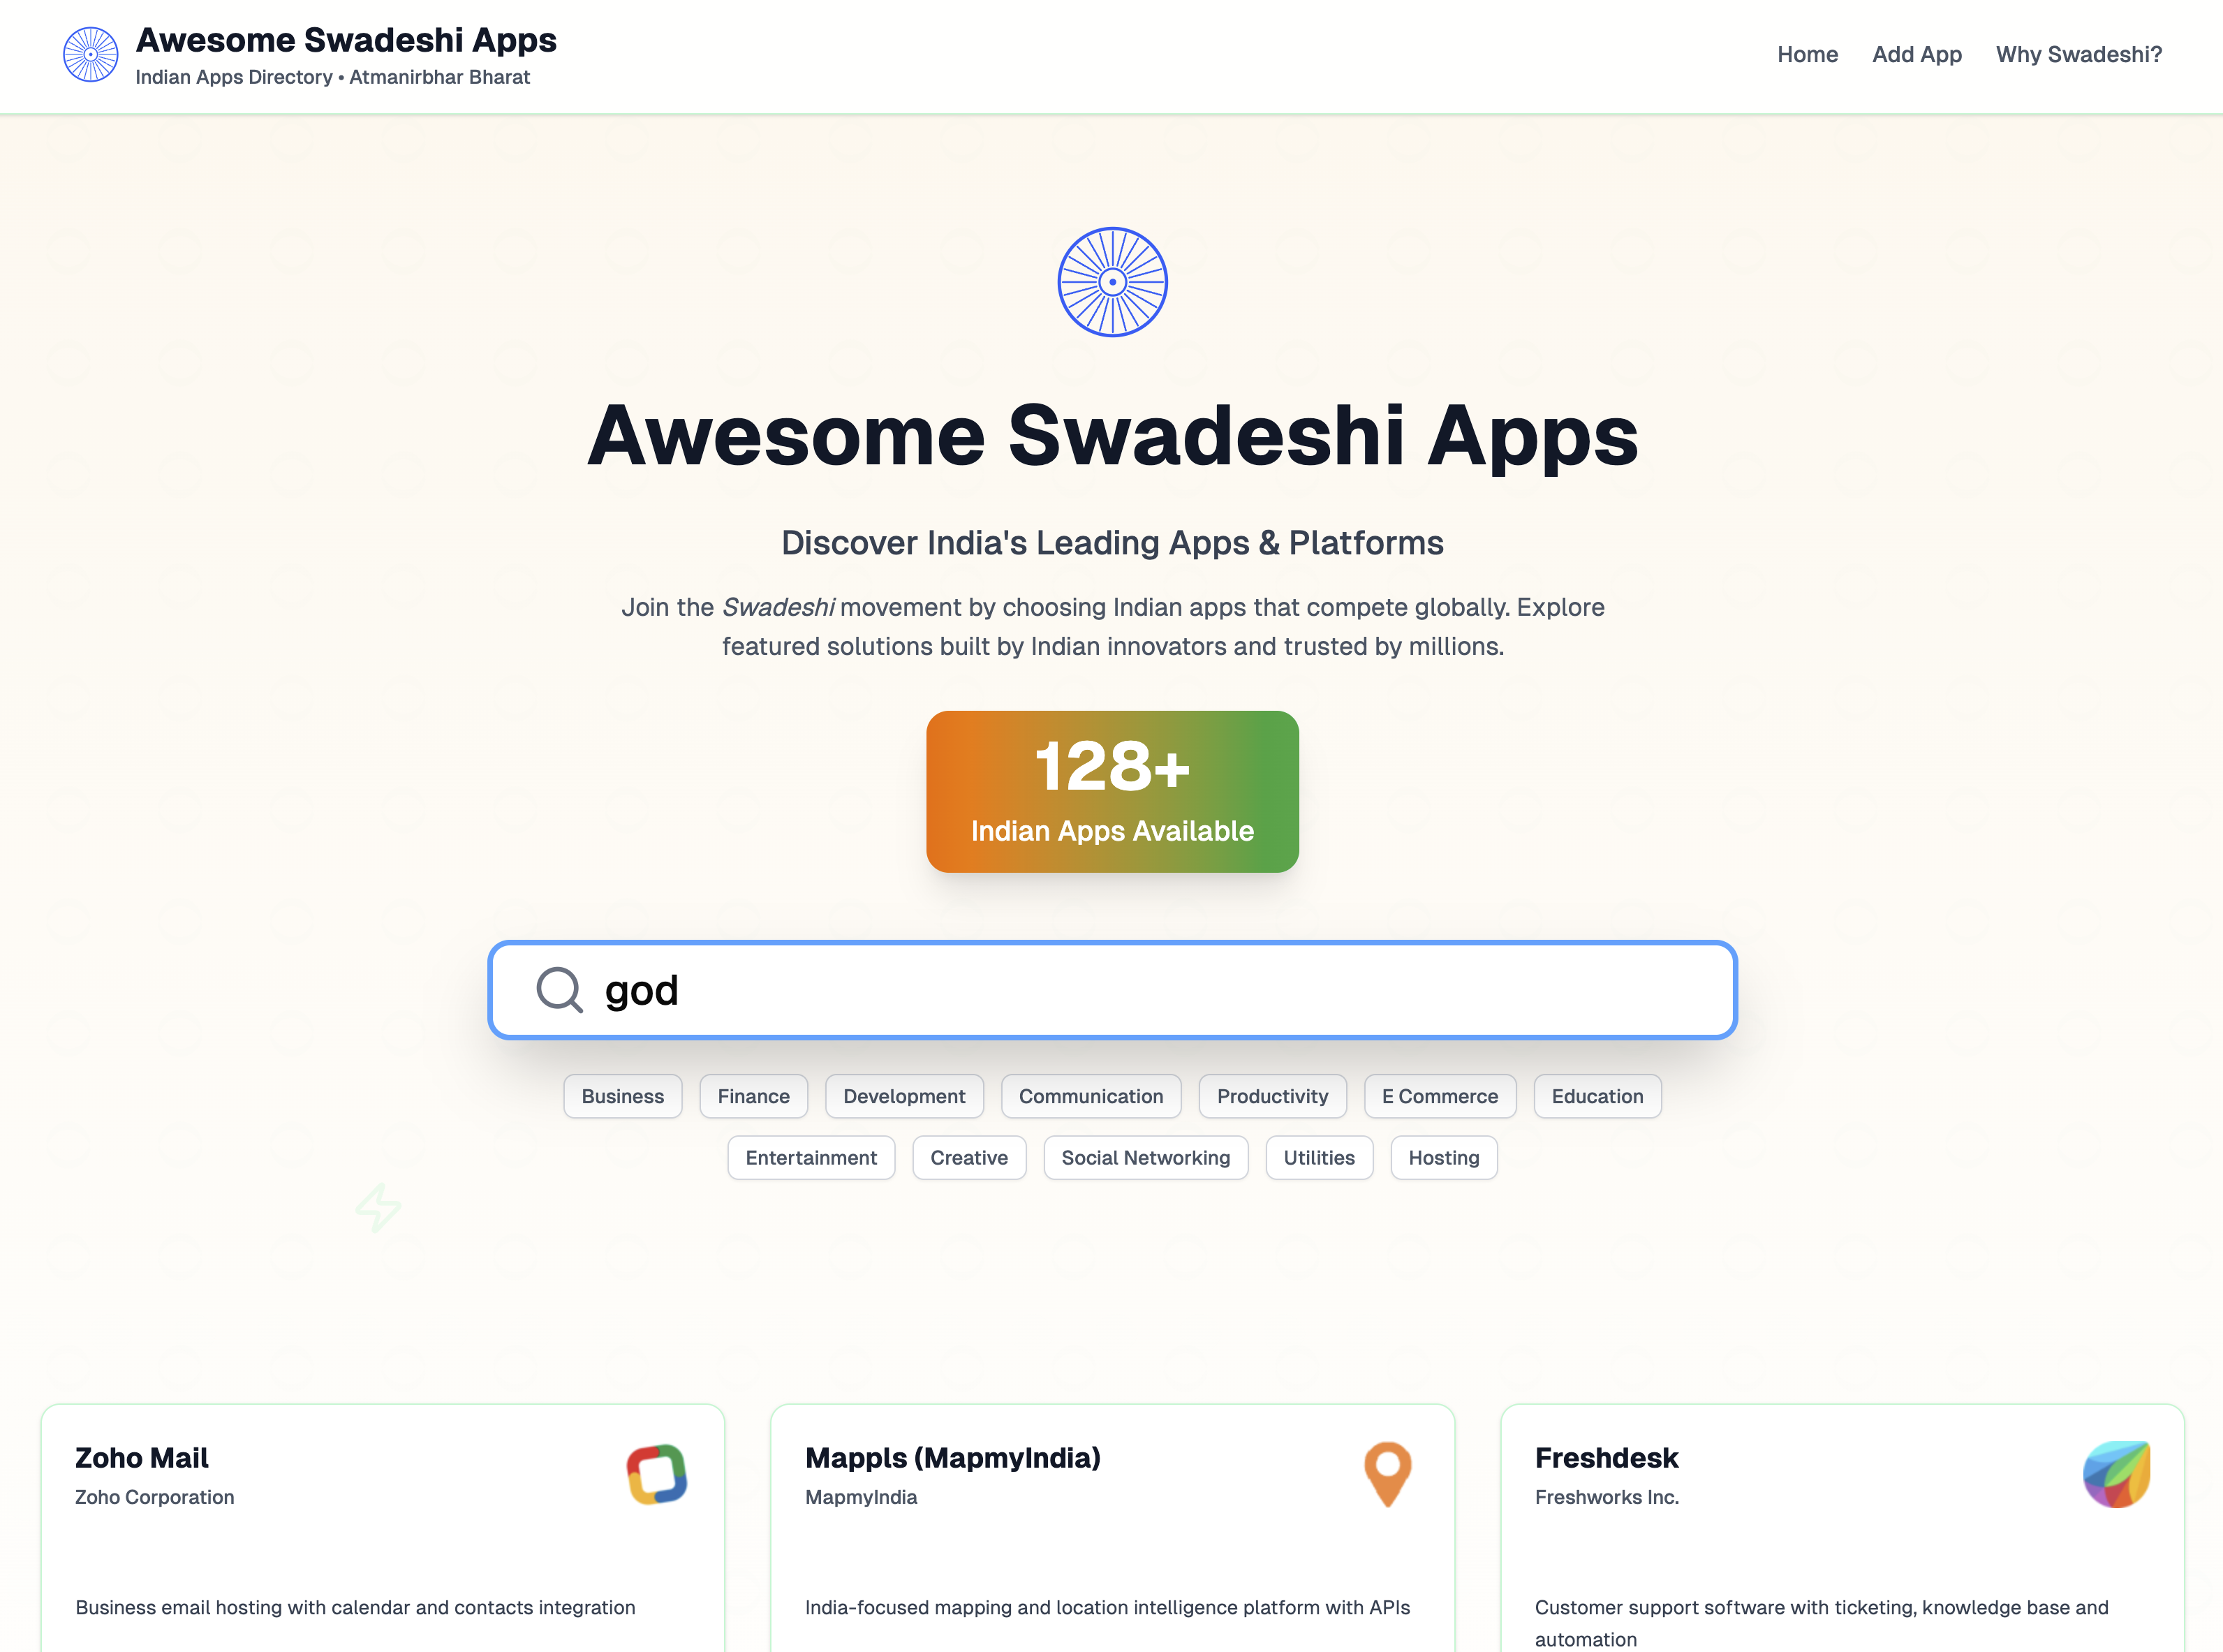 Awesome Swadeshi Apps
Indian Apps Directory • Atmanirbhar Bharat
Home Add App Why Swadeshi?
Awesome Swadeshi Apps
Discover India's Leading Apps & Platforms
Join the Swadeshi movement by choosing Indian apps that compete globally. Explore
featured solutions built by Indian innovators and trusted by millions.
128+
Indian Apps Available
god
Business Finance Development Communication Productivity E Commerce Education
Entertainment Creative Social Networking Utilities Hosting
Zoho Mail
Zoho Corporation
Business email hosting with calendar and contacts integration
Mappls (MapmyIndia)
MapmyIndia
India-focused mapping and location intelligence platform with APIs
Freshdesk
Freshworks Inc.
Customer support software with ticketing, knowledge base and
automation